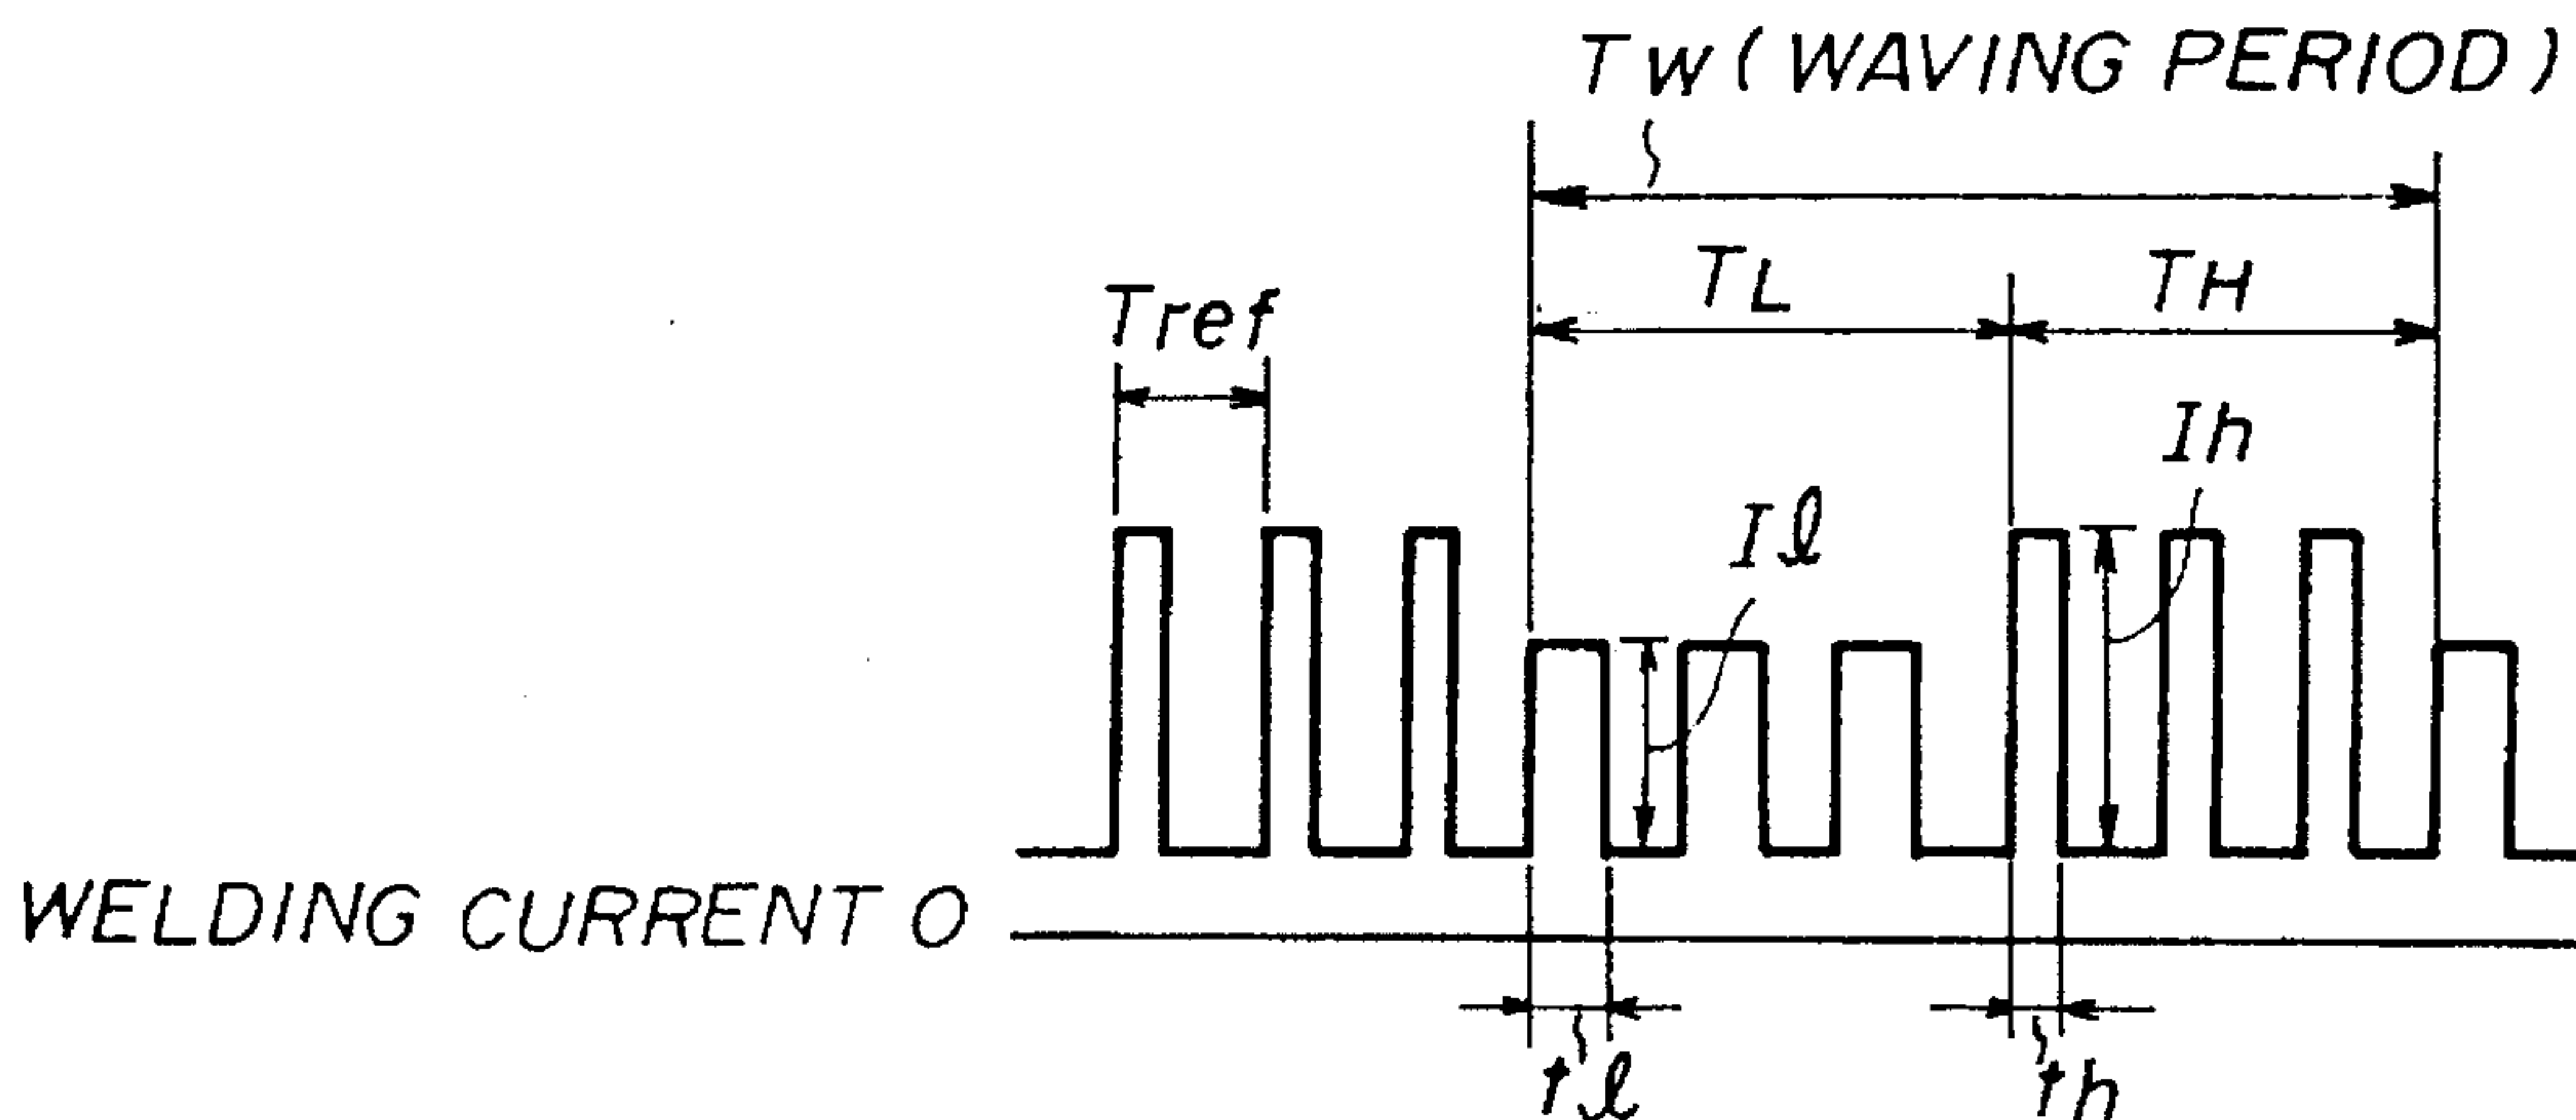 Tw (WAVING PERIOD)
TL
TH
Tref
Ih
Iℓ
WELDING CURRENT O
tℓ
th